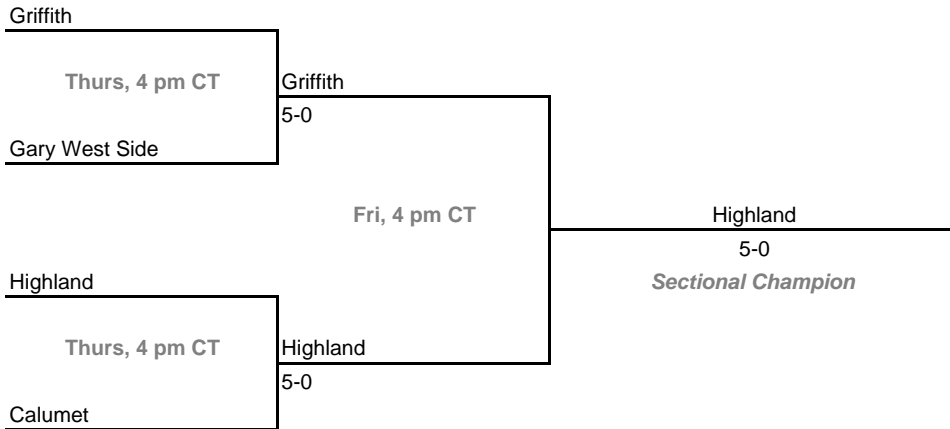 Griffith
Thurs, 4 pm CT
Griffith
5-0
Gary West Side
Fri, 4 pm CT
Highland
5-0
Sectional Champion
Highland
Thurs, 4 pm CT
Highland
5-0
Calumet